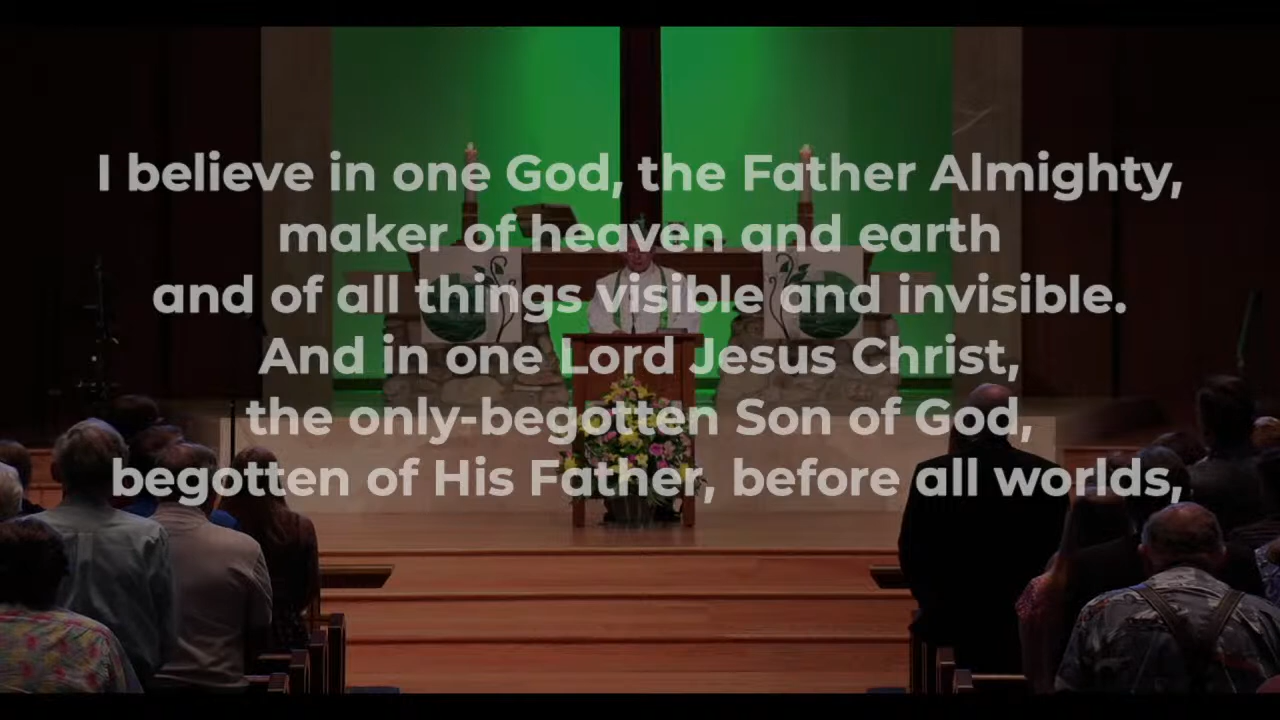 I believe in one God, the Father Almighty,
maker of heaven and earth
and of all things visible and invisible.
And in one Lord Jesus Christ,
the only-begotten Son of God,
begotten of His Father, before all worlds,